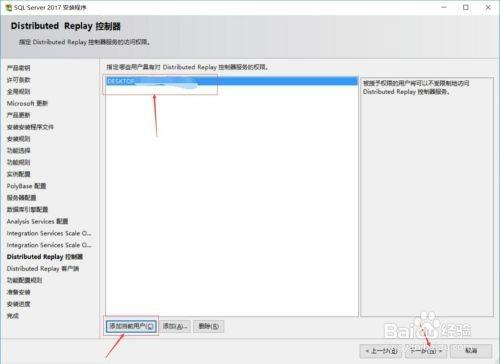 SQL Server 2017 安装程序
Distributed Replay 控制器
指定 Distributed Replay 控制器服务的访问权限。
产品密钥
许可条款
全局规则
Microsoft 更新
产品更新
安装安装程序文件
安装规则
功能选择
功能规则
实例配置
PolyBase 配置
服务器配置
数据库引擎配置
Analysis Services 配置
Integration Services Scale O...
Integration Services Scale O...
Distributed Replay 控制器
Distributed Replay 客户端
功能配置规则
准备安装
安装进度
完成
指定哪些用户具有对 Distributed Replay 控制器服务的权限。
DESKTOP
被授予权限的用户将可以不受限制地访问
Distributed Replay 控制器服务。
添加当前用户(C)
添加(A)...
删除(R)
< 上一步(B)
下一步(N) >
取消
Baidu 经验